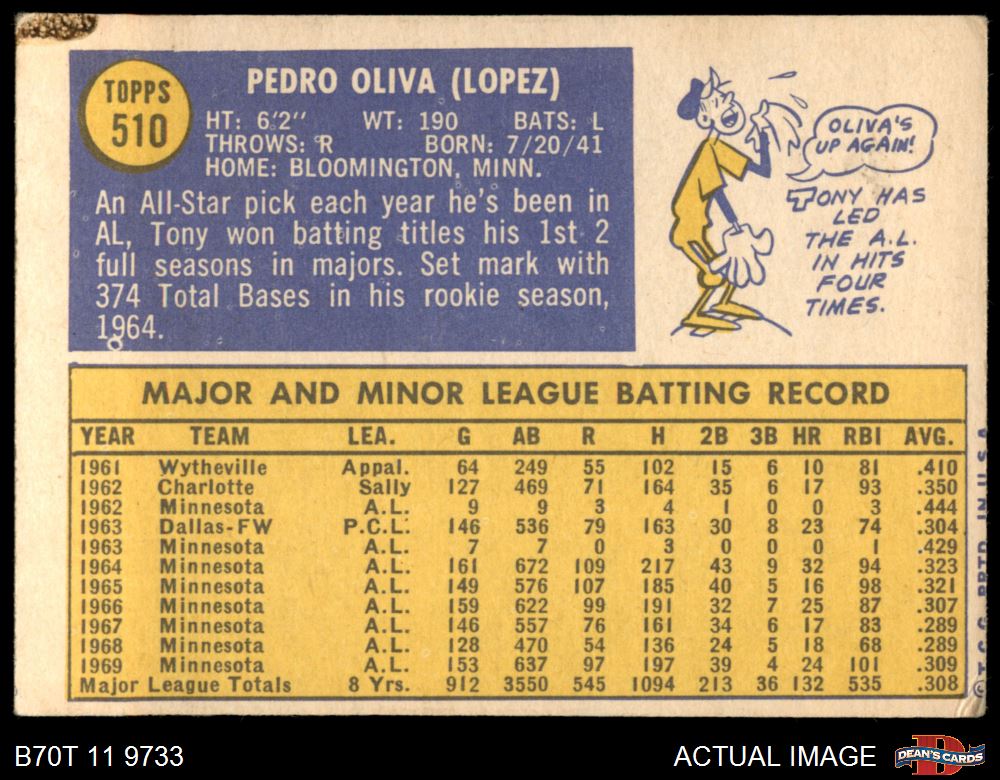 TOPPS
510
PEDRO OLIVA (LOPEZ)
HT: 6'2" WT: 190 BATS: L
THROWS: R BORN: 7/20/41
HOME: BLOOMINGTON, MINN.
An All-Star pick each year he's been in
AL, Tony won batting titles his 1st 2
full seasons in majors. Set mark with
374 Total Bases in his rookie season,
1964.
OLIVA'S
UP AGAIN!
TONY HAS
LED
THE A.L.
IN HITS
FOUR
TIMES.
MAJOR AND MINOR LEAGUE BATTING RECORD
YEAR TEAM LEA. G AB R H 2B 3B HR RBI AVG.
1961 Wytheville Appal. 64 249 55 102 15 6 10 81 .410
1962 Charlotte Sally 127 469 71 164 35 6 17 93 .350
1962 Minnesota A.L. 9 9 3 4 1 0 0 3 .444
1963 Dallas-FW P.C.L. 146 536 79 163 30 8 23 74 .304
1963 Minnesota A.L. 7 7 0 3 0 0 0 1 .429
1964 Minnesota A.L. 161 672 109 217 43 9 32 94 .323
1965 Minnesota A.L. 149 576 107 185 40 5 16 98 .321
1966 Minnesota A.L. 159 622 99 191 32 7 25 87 .307
1967 Minnesota A.L. 146 557 76 161 34 6 17 83 .289
1968 Minnesota A.L. 128 470 54 136 24 5 18 68 .289
1969 Minnesota A.L. 153 637 97 197 39 4 24 101 .309
Major League Totals 8 Yrs. 912 3550 545 1094 213 36 132 535 .308
© T.C.G. PRTD. IN U.S.A.
B70T 11 9733
ACTUAL IMAGE
DEAN'S CARDS